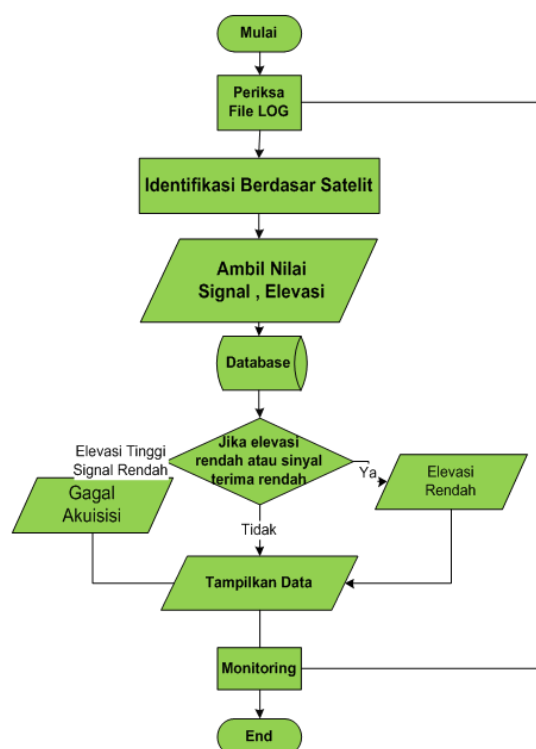 Mulai
Periksa
File LOG
Identifikasi Berdasar Satelit
Ambil Nilai
Signal , Elevasi
Database
Jika elevasi
rendah atau sinyal
terima rendah
Elevasi Tinggi
Signal Rendah
Gagal
Akuisisi
Ya
Elevasi
Rendah
Tidak
Tampilkan Data
Monitoring
End